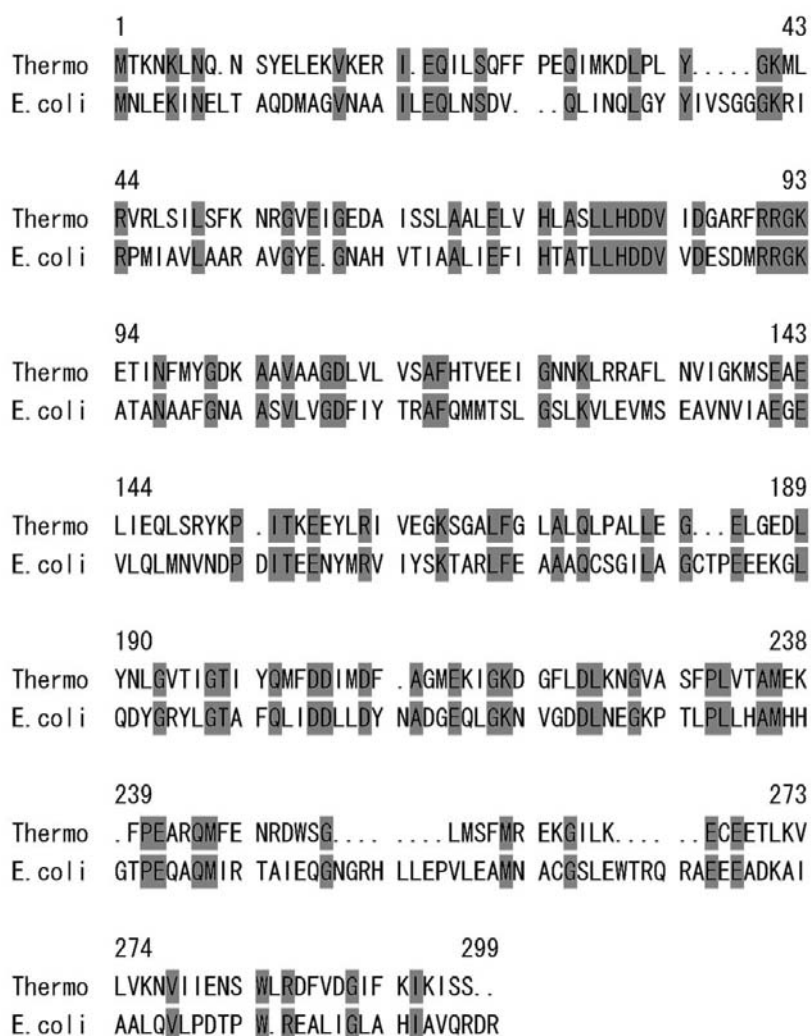 1 43
Thermo MTKNKLNQ.N SYELEKVKER I.EQILSQFF PEQIMKDLPL Y.....GKML
E.coli MNLEKINELT AQDMAGVNAA ILEQLNSDV. ..QLINQLGY YIVSGGGKRI
44 93
Thermo RVRLSILSFK NRGVEIGEDA ISSLAALELV HLASLLHDDV IDGARFRRGK
E.coli RPMIAVLAAR AVGYE.GNAH VTIAALIEFI HTATLLHDDV VDESDMRRGK
94 143
Thermo ETINFMYGDK AAVAAGDLVL VSAFHTVEEI GNNKLRRAFL NVIGKMSEAE
E.coli ATANAAFGNA ASVLVGDFIY TRAFQMMTSL GSLKVLEVMS EAVNVIAEGE
144 189
Thermo LIEQLSRYKP .ITKEEYLRI VEGKSGALFG LALQLPALLE G...ELGEDL
E.coli VLQLMNVNDP DITEENYMRV IYSKTARLFE AAAQCSGILA GCTPEEEKGL
190 238
Thermo YNLGVTIGTI YQMFDDIMDF .AGMEKIGKD GFLDLKNGVA SFPLVTAMEK
E.coli QDYGRYLGTA FQLIDDLLDY NADGEQLGKN VGDDLNEGKP TLPLLHAMHH
239 273
Thermo .FPEARQMFE NRDWSG.... ....LMSFMR EKGILK.... .ECEETLKV
E.coli GTPEQAQMIR TAIEQGNGRH LLEPVLEAMN ACGSLEWTRQ RAEEEADKAI
274 299
Thermo LVKNVIIENS WLRDFVDGIF KIKISS..
E.coli AALQVLPDTP W.REALIGLA HIAVQRDR